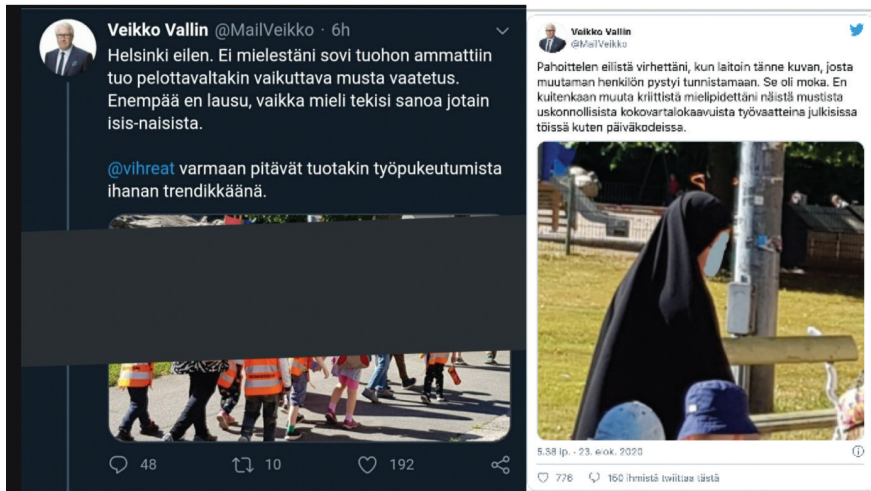 Veikko Vallin @MailVeikko · 6h
Helsinki eilen. Ei mielestäni sovi tuohon ammattiin
tuo pelottavaltakin vaikuttava musta vaatetus.
Enempää en lausu, vaikka mieli tekisi sanoa jotain
isis-naisista.
@vihreat varmaan pitävät tuotakin työpukeutumista
ihanan trendikkäänä.
48
10
192
Veikko Vallin
@MailVeikko
Pahoittelen eilistä virhettäni, kun laitoin tänne kuvan, josta
muutaman henkilön pystyi tunnistamaan. Se oli moka. En
kuitenkaan muuta kriittistä mielipidettäni näistä mustista
uskonnollisista kokovartalokaavuista työvaatteina julkisissa
töissä kuten päiväkodeissa.
5.38 ip. · 23. elok. 2020
776
150 ihmistä twiittaa tästä